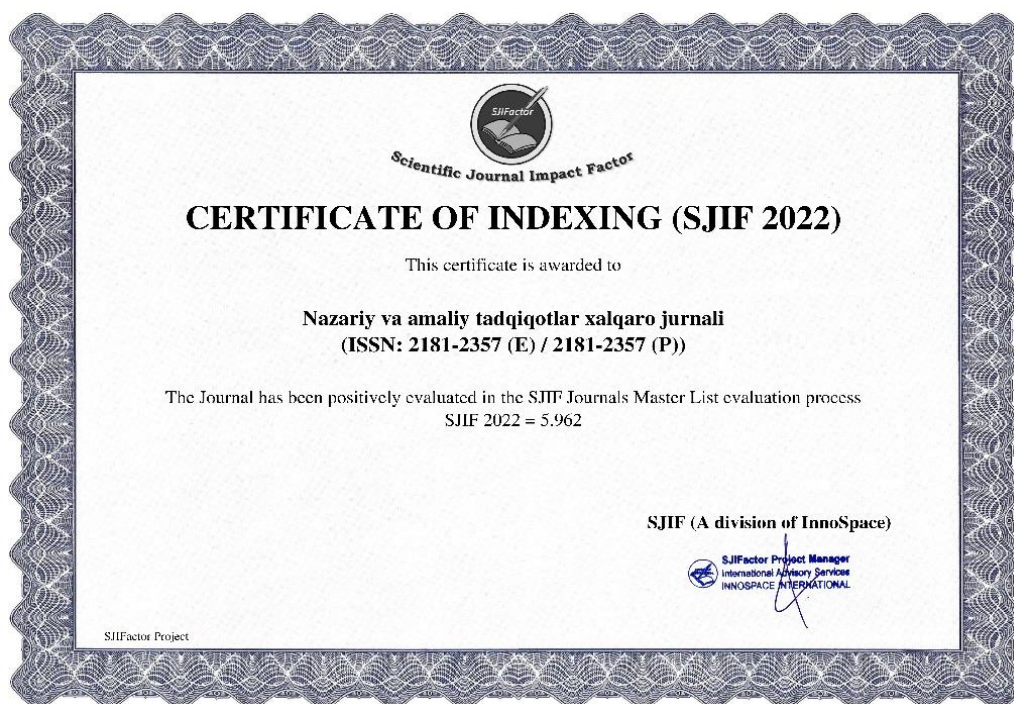 SJIFactor
Scientific Journal Impact Factor
CERTIFICATE OF INDEXING (SJIF 2022)
This certificate is awarded to
Nazariy va amaliy tadqiqotlar xalqaro jurnali
(ISSN: 2181-2357 (E) / 2181-2357 (P))
The Journal has been positively evaluated in the SJIF Journals Master List evaluation process
SJIF 2022 = 5.962
SJIF (A division of InnoSpace)
SJIFactor Project Manager
International Advisory Services
INNOSPACE INTERNATIONAL
SJIFactor Project